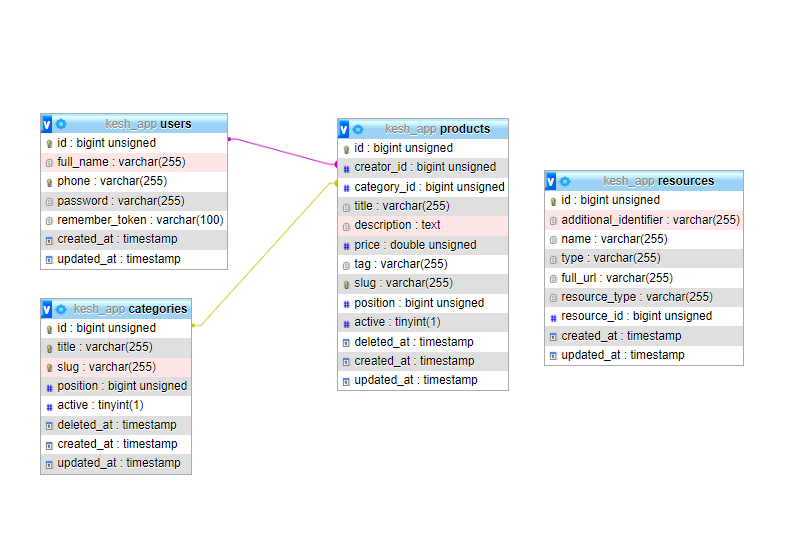 v kesh_app users
id : bigint unsigned
full_name : varchar(255)
phone : varchar(255)
password : varchar(255)
remember_token : varchar(100)
created_at : timestamp
updated_at : timestamp
v kesh_app categories
id : bigint unsigned
title : varchar(255)
slug : varchar(255)
# position : bigint unsigned
# active : tinyint(1)
deleted_at : timestamp
created_at : timestamp
updated_at : timestamp
v kesh_app products
id : bigint unsigned
# creator_id : bigint unsigned
# category_id : bigint unsigned
title : varchar(255)
description : text
# price : double unsigned
tag : varchar(255)
slug : varchar(255)
# position : bigint unsigned
# active : tinyint(1)
deleted_at : timestamp
created_at : timestamp
updated_at : timestamp
v kesh_app resources
id : bigint unsigned
additional_identifier : varchar(255)
name : varchar(255)
type : varchar(255)
full_url : varchar(255)
resource_type : varchar(255)
# resource_id : bigint unsigned
created_at : timestamp
updated_at : timestamp